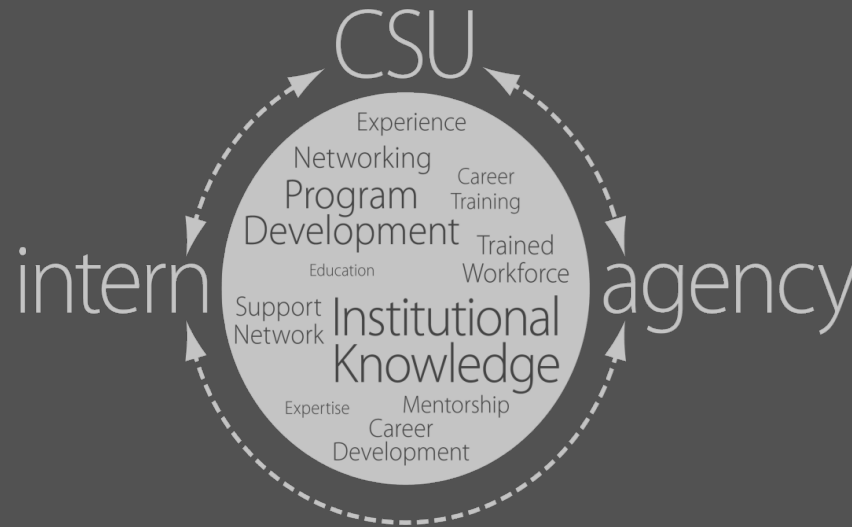 CSU
Experience
Networking
Career
Training
Program
Development
Trained
Workforce
Education
intern
agency
Support
Network
Institutional
Knowledge
Expertise
Mentorship
Career
Development